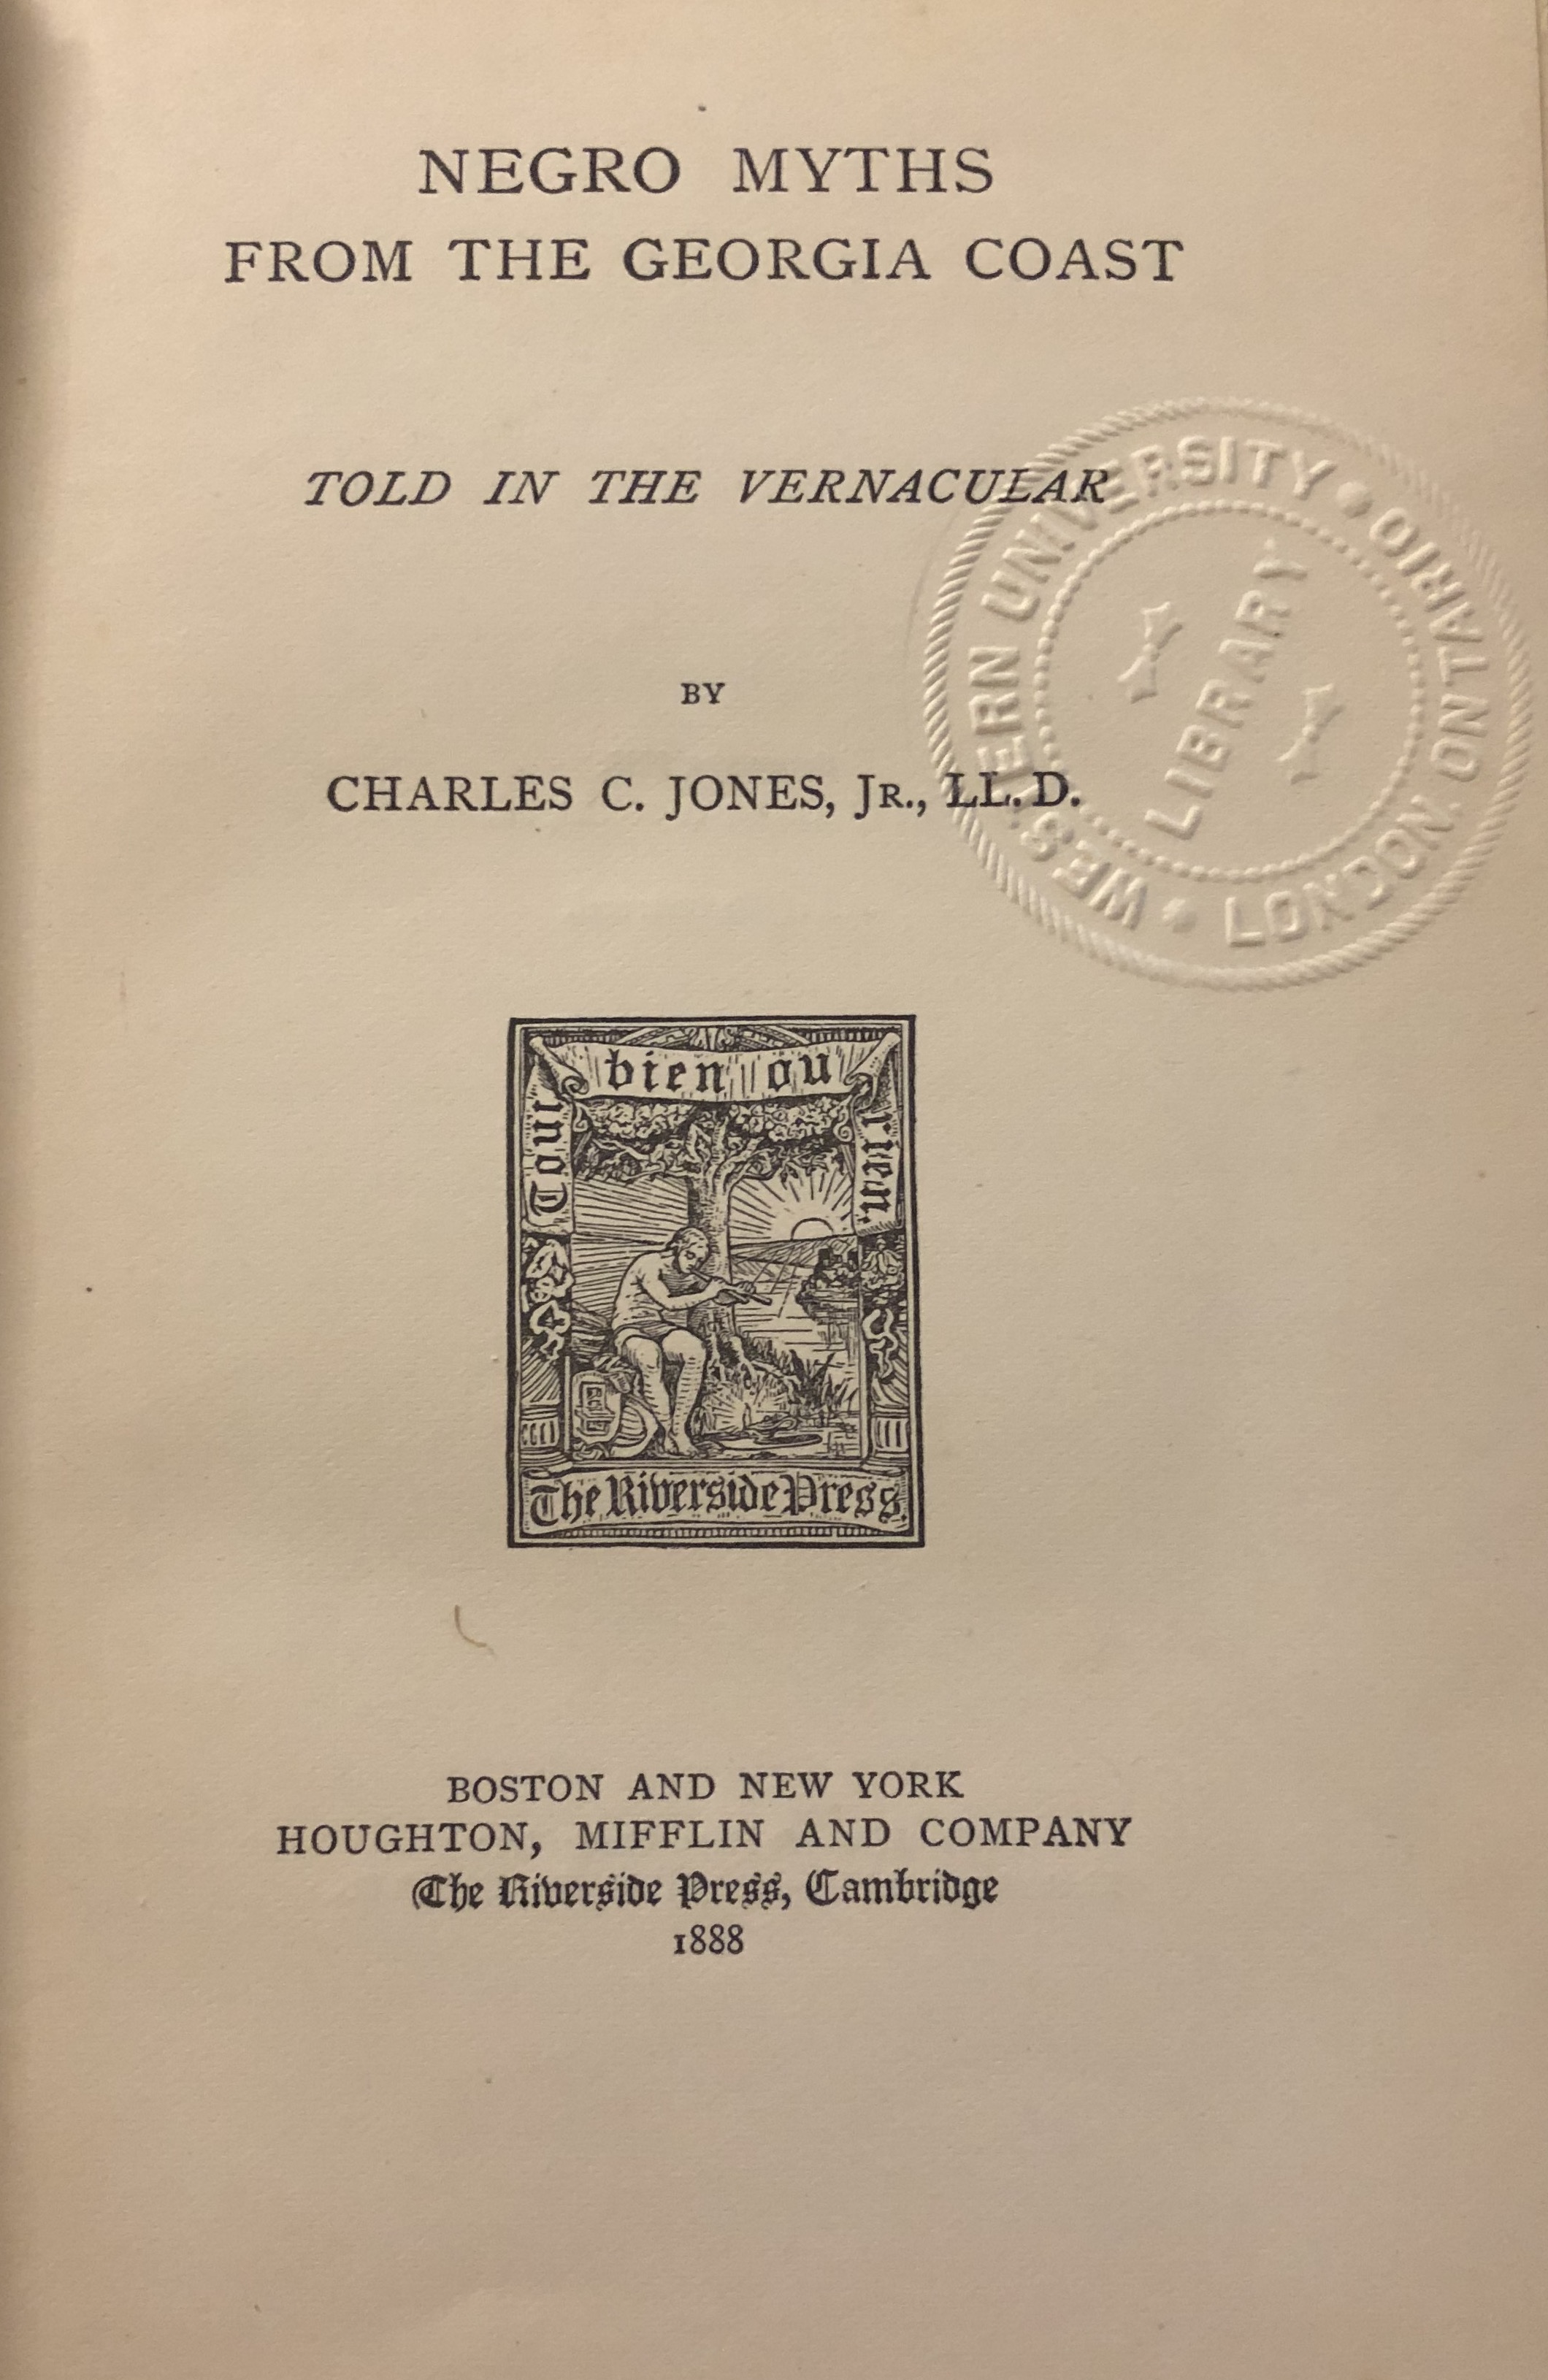 NEGRO MYTHS
FROM THE GEORGIA COAST
TOLD IN THE VERNACULAR
BY
CHARLES C. JONES, JR., LL.D.
WESTERN UNIVERSITY • LONDON, ONTARIO
LIBRARY
Tout
bien ou
rien.
The Riverside Press.
BOSTON AND NEW YORK
HOUGHTON, MIFFLIN AND COMPANY
The Riverside Press, Cambridge
1888